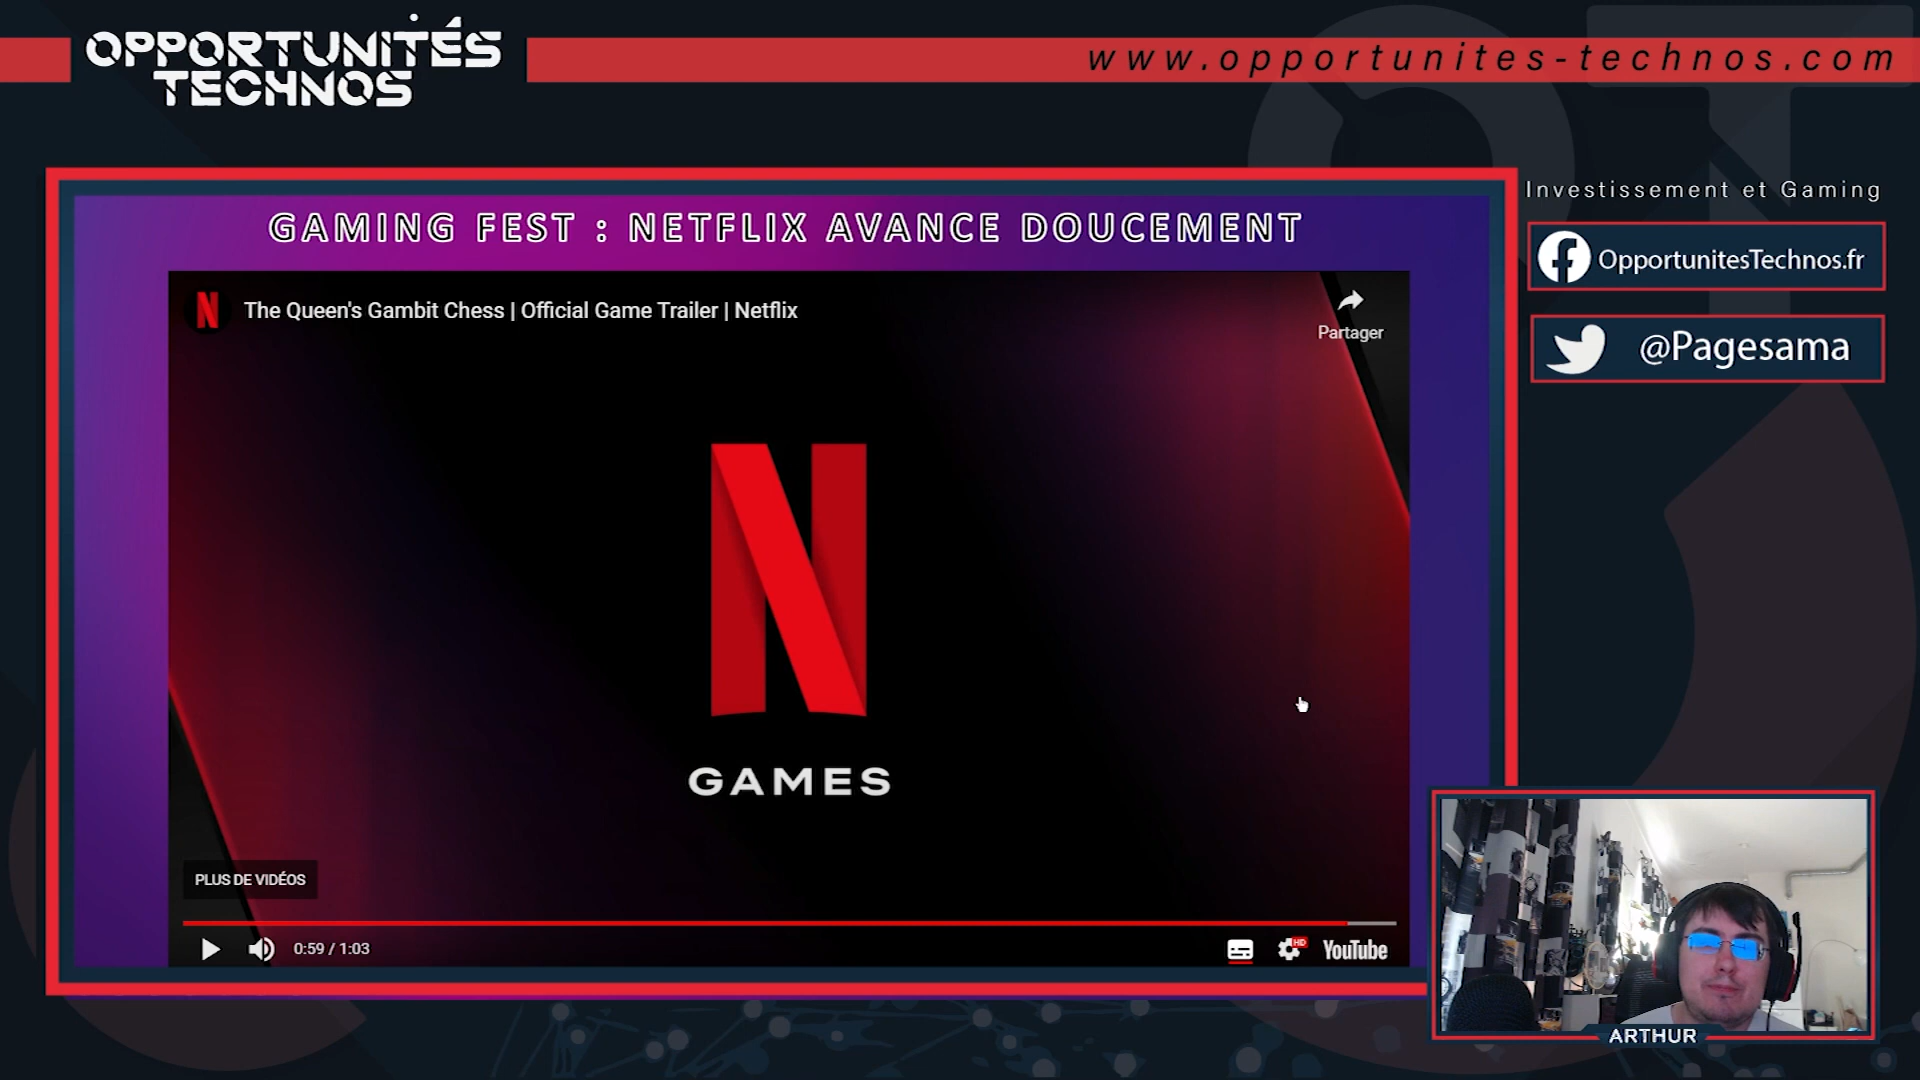 OPPORTUNITÉS
TECHNOS
www.opportunites-technos.com
Investissement et Gaming
OpportunitesTechnos.fr
@Pagesama
GAMING FEST : NETFLIX AVANCE DOUCEMENT
N
The Queen's Gambit Chess | Official Game Trailer | Netflix
Partager
N
GAMES
PLUS DE VIDÉOS
0:59 / 1:03
HD
YouTube
ARTHUR